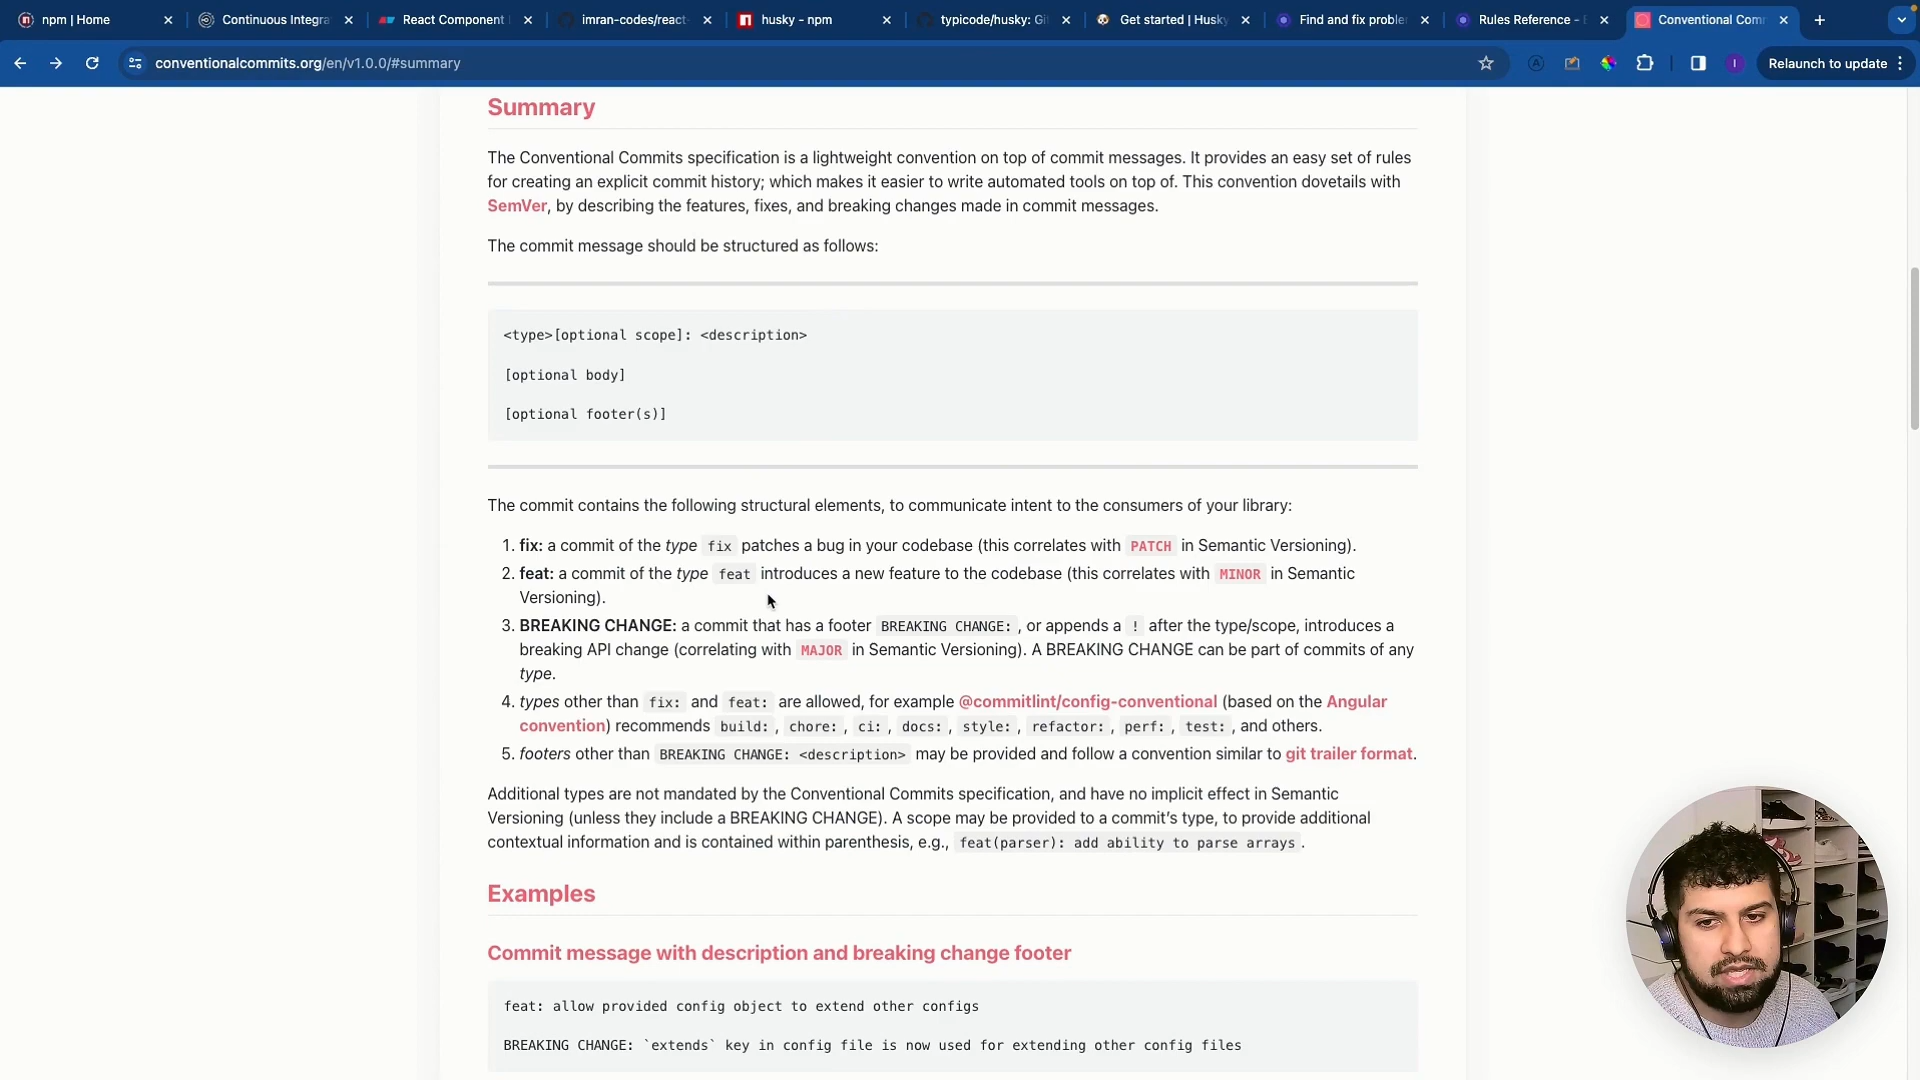 npm | Home
Continuous Integra
React Component
imran-codes/react-
husky - npm
typicode/husky: Gi
Get started | Husky
Find and fix proble
Rules Reference -
Conventional Com
conventionalcommits.org/en/v1.0.0/#summary
Relaunch to update
Summary
The Conventional Commits specification is a lightweight convention on top of commit messages. It provides an easy set of rules
for creating an explicit commit history; which makes it easier to write automated tools on top of. This convention dovetails with
SemVer, by describing the features, fixes, and breaking changes made in commit messages.
The commit message should be structured as follows:
<type>[optional scope]: <description>
[optional body]
[optional footer(s)]
The commit contains the following structural elements, to communicate intent to the consumers of your library:
1. fix: a commit of the type fix patches a bug in your codebase (this correlates with PATCH in Semantic Versioning).
2. feat: a commit of the type feat introduces a new feature to the codebase (this correlates with MINOR in Semantic
Versioning).
3. BREAKING CHANGE: a commit that has a footer BREAKING CHANGE:, or appends a ! after the type/scope, introduces a
breaking API change (correlating with MAJOR in Semantic Versioning). A BREAKING CHANGE can be part of commits of any
type.
4. types other than fix: and feat: are allowed, for example @commitlint/config-conventional (based on the Angular
convention) recommends build:, chore:, ci:, docs:, style:, refactor:, perf:, test:, and others.
5. footers other than BREAKING CHANGE: <description> may be provided and follow a convention similar to git trailer format.
Additional types are not mandated by the Conventional Commits specification, and have no implicit effect in Semantic
Versioning (unless they include a BREAKING CHANGE). A scope may be provided to a commit's type, to provide additional
contextual information and is contained within parenthesis, e.g., feat(parser): add ability to parse arrays.
Examples
Commit message with description and breaking change footer
feat: allow provided config object to extend other configs
BREAKING CHANGE: `extends` key in config file is now used for extending other config files